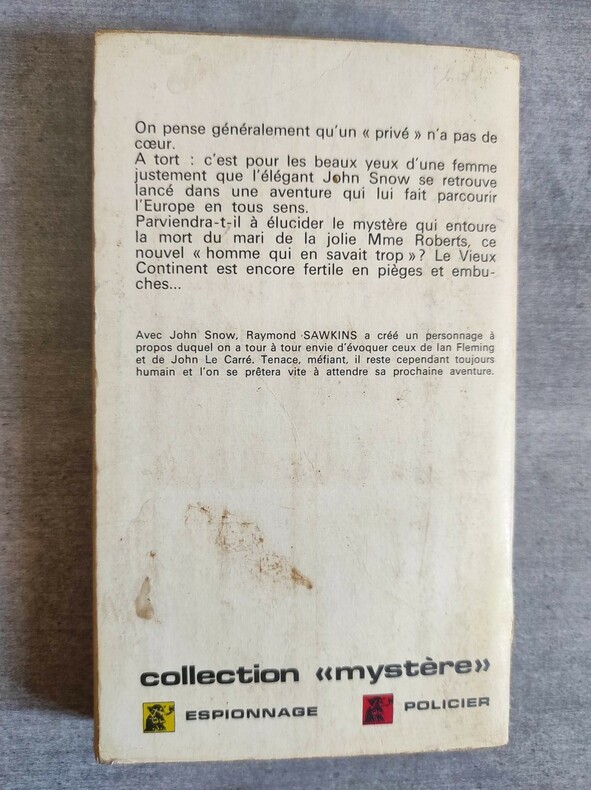 On pense généralement qu'un « privé » n'a pas de
cœur.
A tort : c'est pour les beaux yeux d'une femme
justement que l'élégant John Snow se retrouve
lancé dans une aventure qui lui fait parcourir
l'Europe en tous sens.
Parviendra-t-il à élucider le mystère qui entoure
la mort du mari de la jolie Mme Roberts, ce
nouvel « homme qui en savait trop » ? Le Vieux
Continent est encore fertile en pièges et embu-
ches...
Avec John Snow, Raymond SAWKINS a créé un personnage à
propos duquel on a tour à tour envie d'évoquer ceux de Ian Fleming
et de John Le Carré. Tenace, méfiant, il reste cependant toujours
humain et l'on se prêtera vite à attendre sa prochaine aventure.
collection «mystère»
ESPIONNAGE
POLICIER